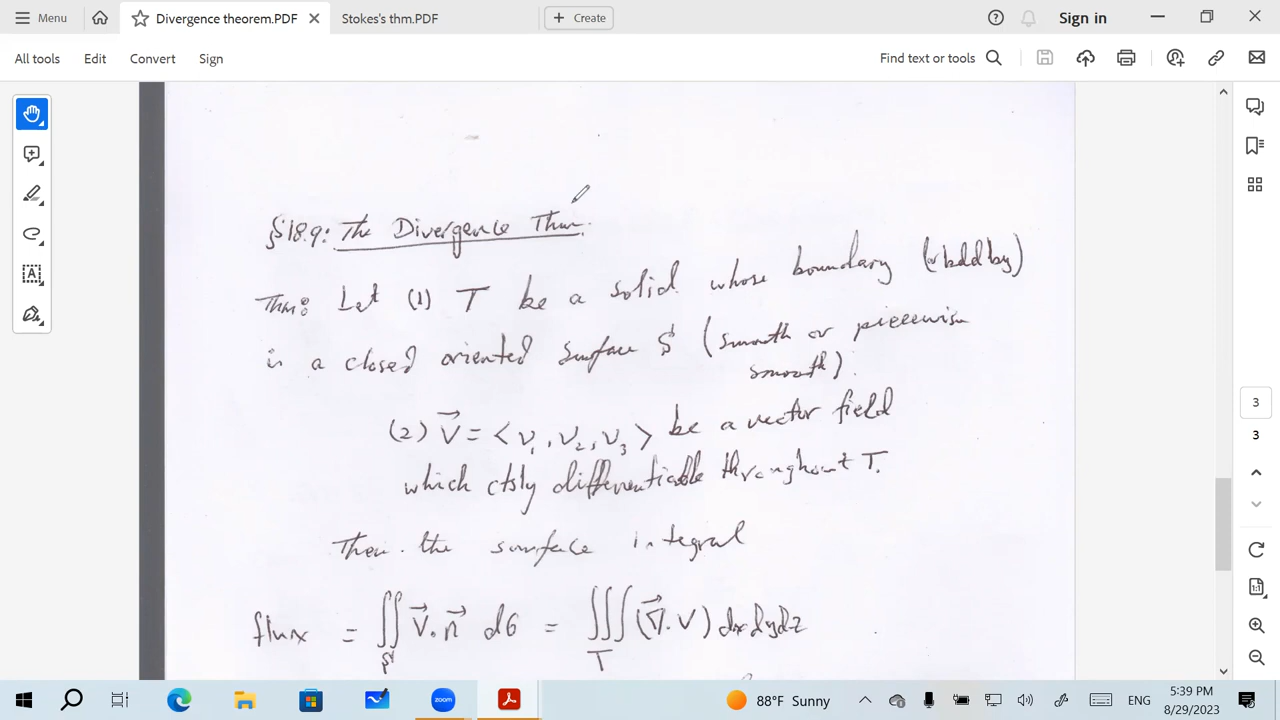 Menu
Divergence theorem.PDF
Stokes's thm.PDF
Create
Sign in
All tools
Edit
Convert
Sign
Find text or tools
§18.9: The Divergence Thm.
Thm: Let (1) T be a solid whose boundary (or bdd by)
is a closed oriented surface S (smooth or piecewise
smooth).
(2) V = < v1, v2, v3 > be a vector field
which ctsly differentiable throughout T.
Then the surface integral
flux = ∬ V⃗ . n⃗ dσ = ∭ (∇⃗ . V) dx dy dz
S T
3
3
88°F Sunny
ENG
5:39 PM
8/29/2023
zoom